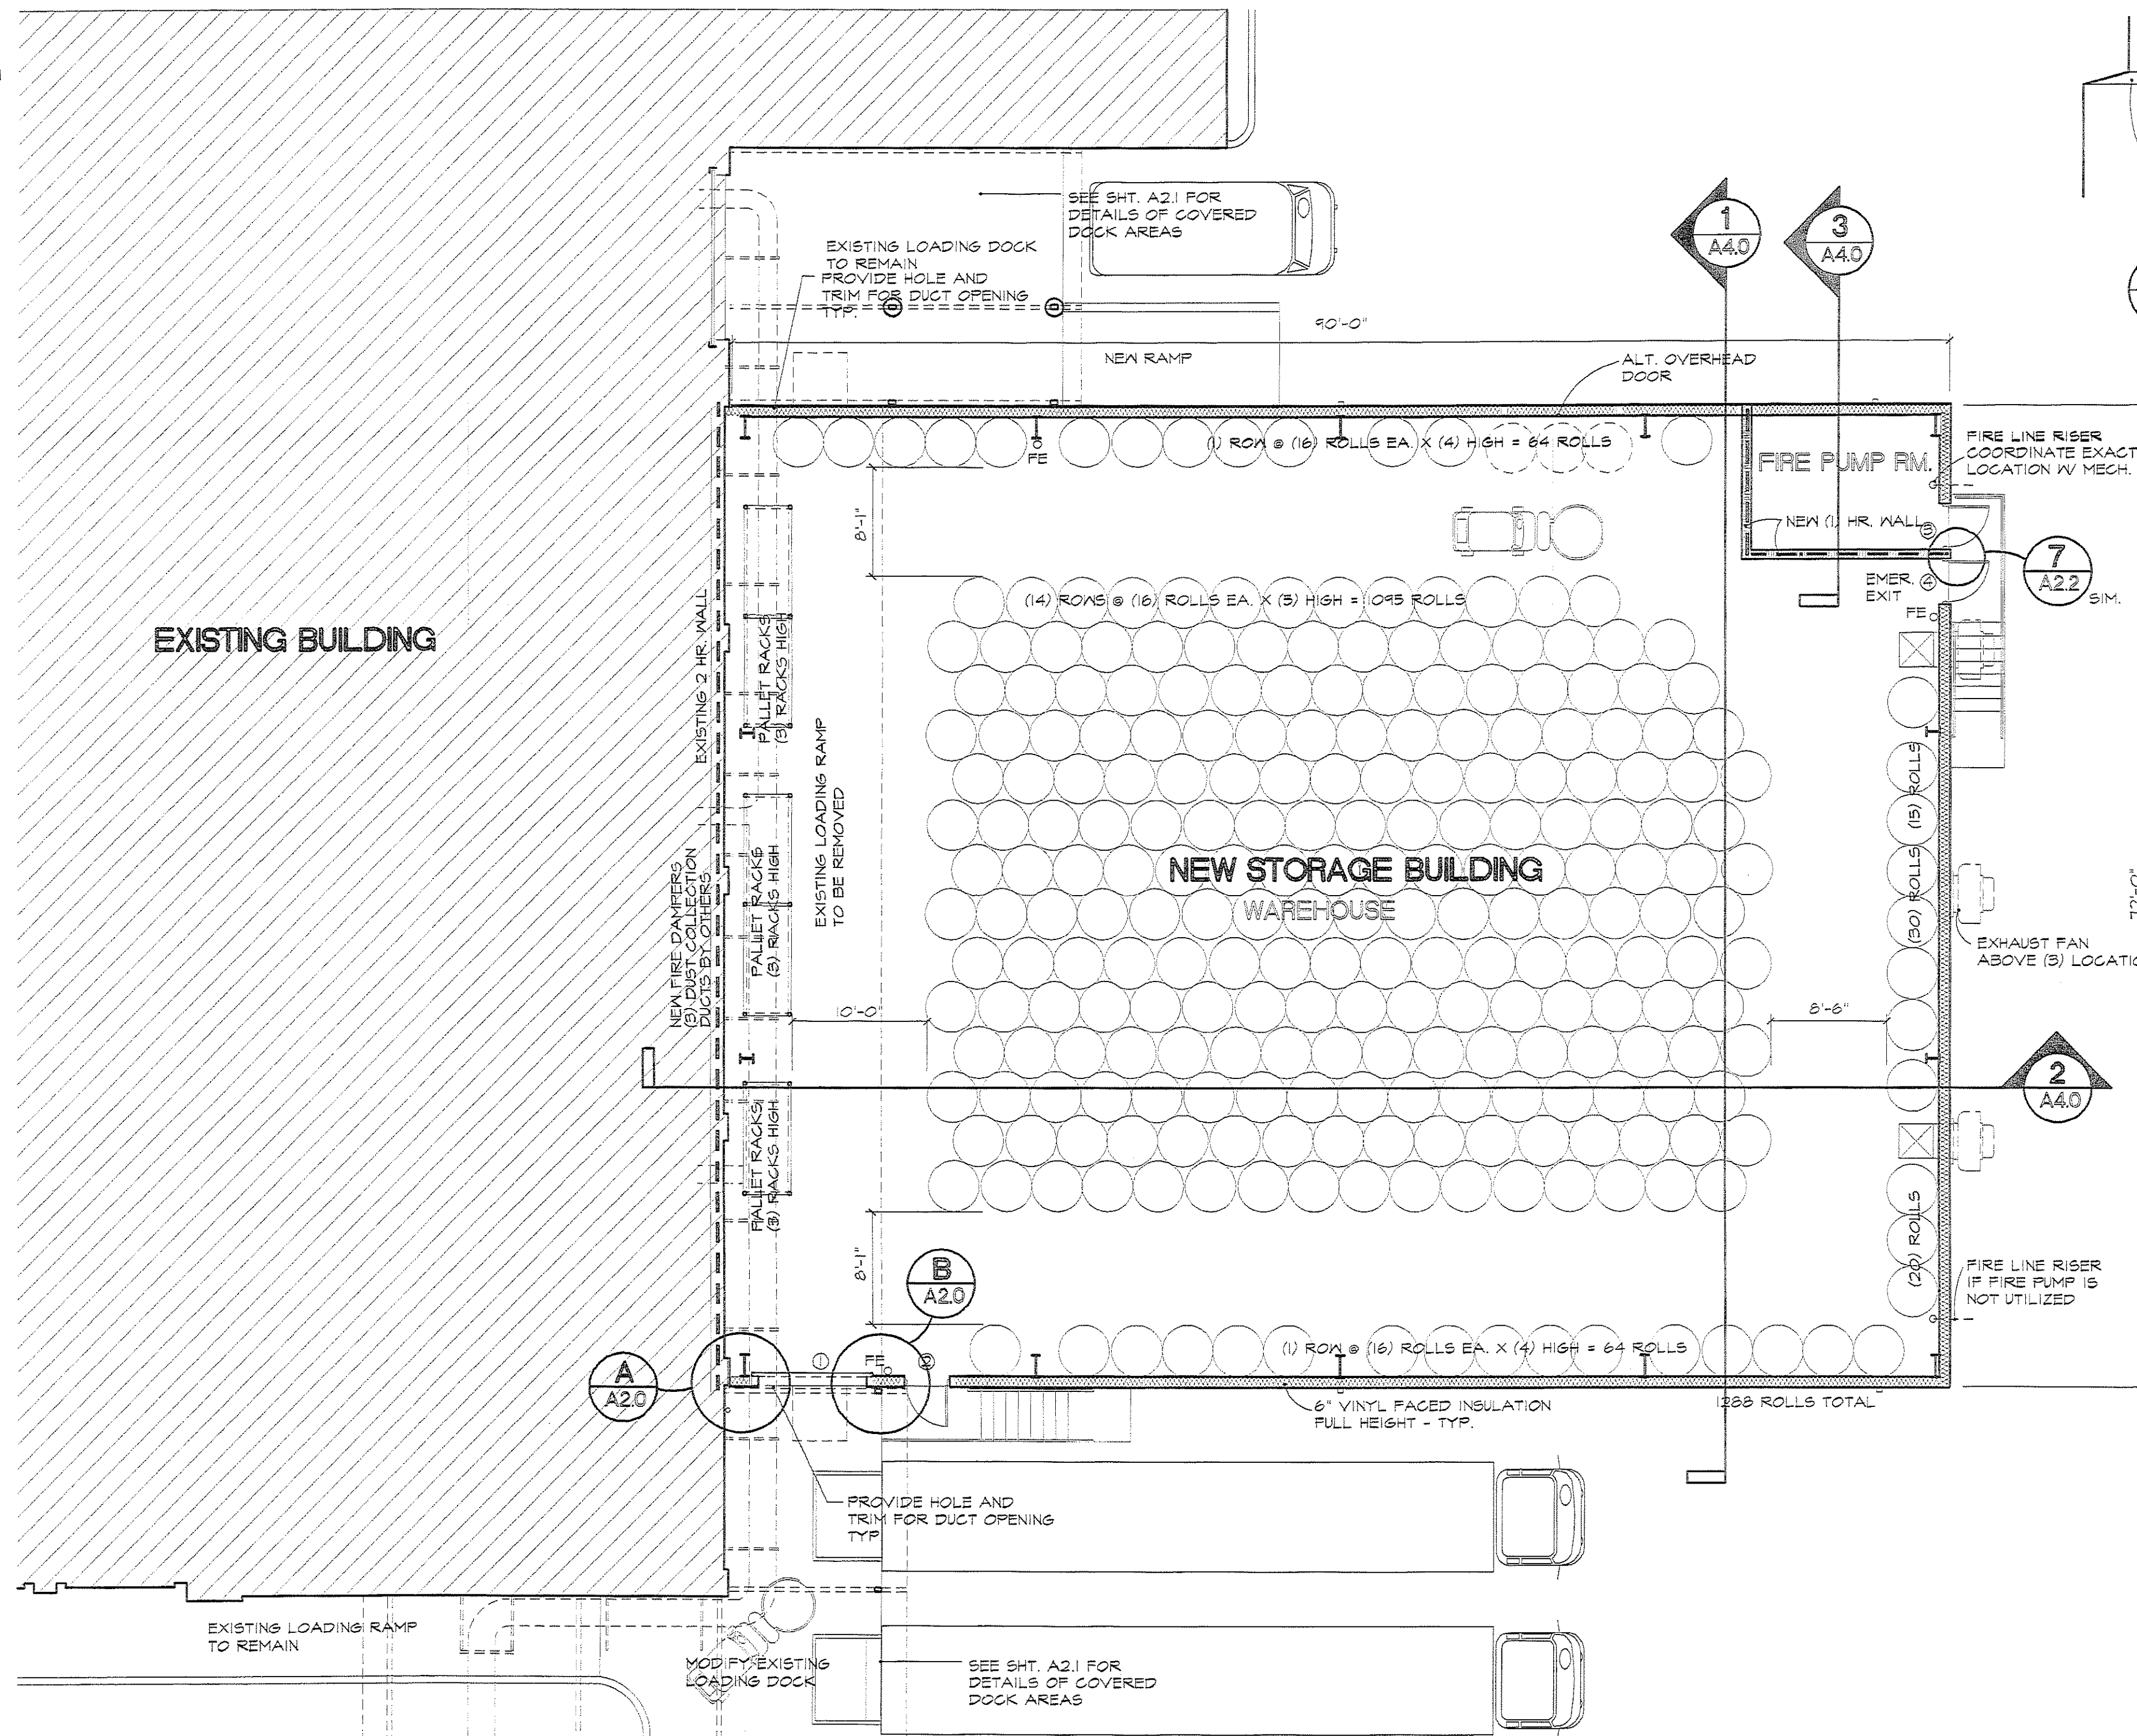 SEE SHT. A2.1 FOR
DETAILS OF COVERED
DOCK AREAS
EXISTING LOADING DOCK
TO REMAIN
PROVIDE HOLE AND
TRIM FOR DUCT OPENING
TYP.
1
A4.0
3
A4.0
90'-0"
NEW RAMP
ALT. OVERHEAD
DOOR
(1) ROW @ (16) ROLLS EA. X (4) HIGH = 64 ROLLS
FE
FIRE PUMP RM.
FIRE LINE RISER
COORDINATE EXACT
LOCATION W/ MECH.
8'-1"
NEW (1) HR. WALL
3
7
A2.2
SIM.
EMER.
EXIT
4
FE
(14) ROWS @ (16) ROLLS EA. X (5) HIGH = 1095 ROLLS
EXISTING BUILDING
EXISTING 2 HR. WALL
PALLET RACKS
(3) RACKS HIGH
EXISTING LOADING RAMP
TO BE REMOVED
NEW STORAGE BUILDING
WAREHOUSE
(15) ROLLS
(30) ROLLS
72'-0"
NEW FIRE DAMPERS
(3) DUST COLLECTION
DUCTS BY OTHERS
PALLET RACKS
(3) RACKS HIGH
EXHAUST FAN
ABOVE (3)
10'-0"
8'-6"
2
A4.0
PALLET RACKS
(3) RACKS HIGH
(20) ROLLS
8'-1"
B
A2.0
FIRE LINE RISER
IF FIRE PUMP IS
NOT UTILIZED
A
A2.0
1
FE
2
(1) ROW @ (16) ROLLS EA. X (4) HIGH = 64 ROLLS
6" VINYL FACED INSULATION
FULL HEIGHT - TYP.
1288 ROLLS TOTAL
PROVIDE HOLE AND
TRIM FOR DUCT OPENING
TYP
EXISTING LOADING RAMP
TO REMAIN
MODIFY EXISTING
LOADING DOCK
SEE SHT. A2.1 FOR
DETAILS OF COVERED
DOCK AREAS